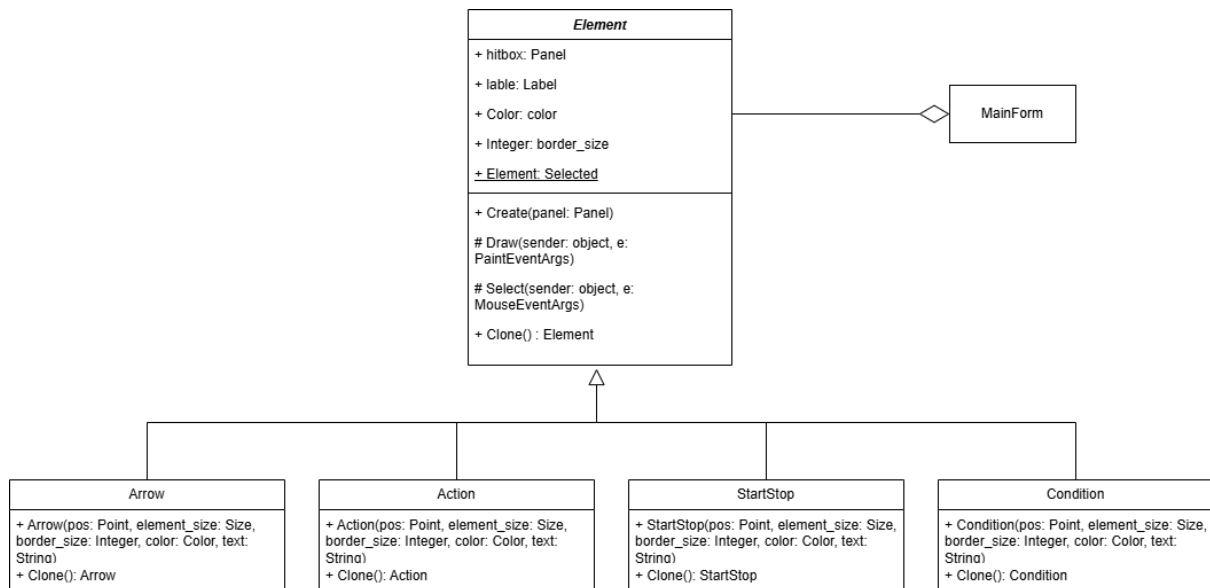 Element
+ hitbox: Panel
+ lable: Label
+ Color: color
+ Integer: border_size
+ Element: Selected
+ Create(panel: Panel)
# Draw(sender: object, e:
PaintEventArgs)
# Select(sender: object, e:
MouseEventArgs)
+ Clone() : Element
MainForm
Arrow
+ Arrow(pos: Point, element_size: Size,
border_size: Integer, color: Color, text:
String)
+ Clone(): Arrow
Action
+ Action(pos: Point, element_size: Size,
border_size: Integer, color: Color, text:
String)
+ Clone(): Action
StartStop
+ StartStop(pos: Point, element_size: Size,
border_size: Integer, color: Color, text:
String)
+ Clone(): StartStop
Condition
+ Condition(pos: Point, element_size: Size,
border_size: Integer, color: Color, text:
String)
+ Clone(): Condition